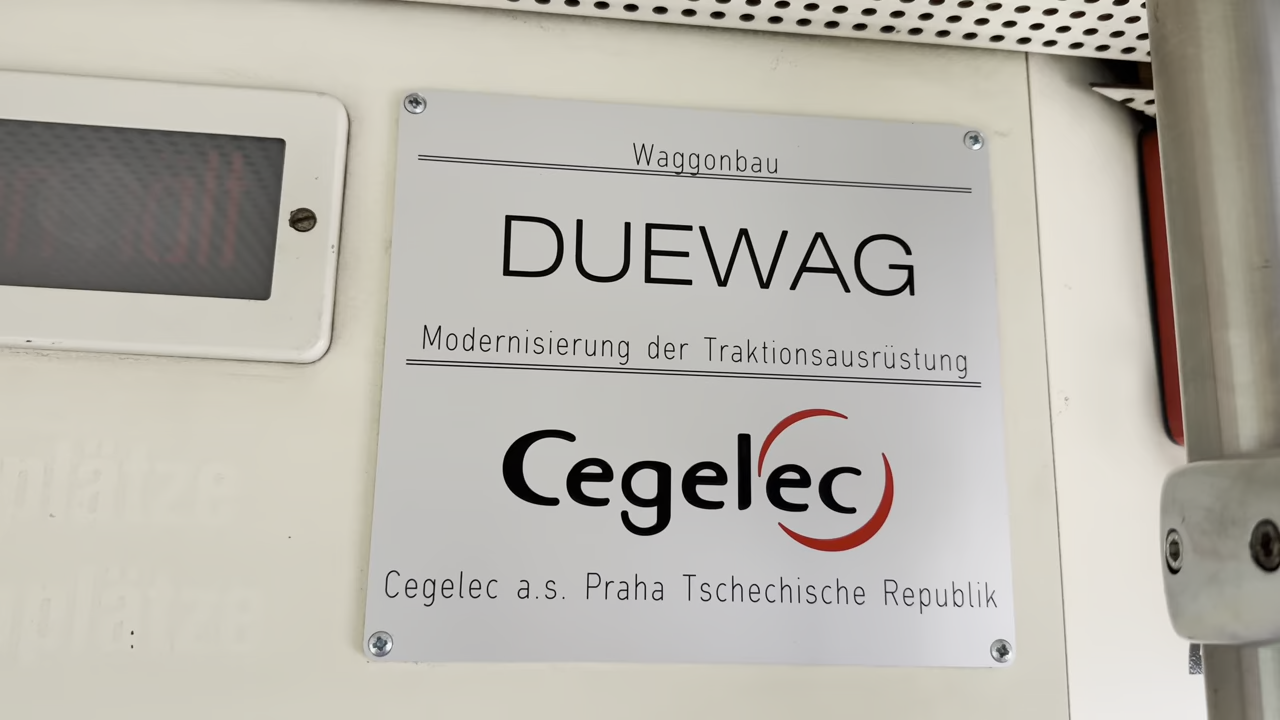 Waggonbau
DUEWAG
Modernisierung der Traktionsausrüstung
Cegelec
Cegelec a.s. Praha Tschechische Republik